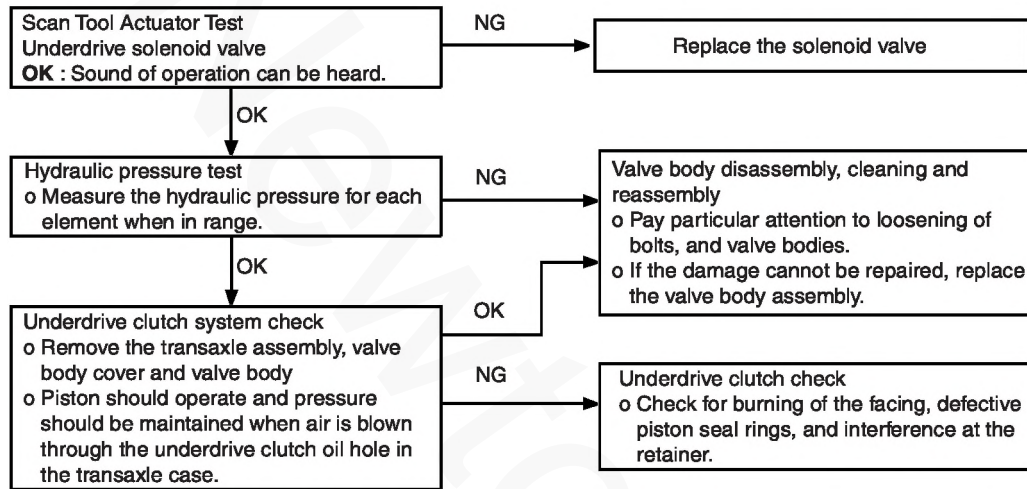 Scan Tool Actuator Test
Underdrive solenoid valve
OK : Sound of operation can be heard.
NG
Replace the solenoid valve
OK
Hydraulic pressure test
o Measure the hydraulic pressure for each
element when in range.
NG
Valve body disassembly, cleaning and
reassembly
o Pay particular attention to loosening of
bolts, and valve bodies.
o If the damage cannot be repaired, replace
the valve body assembly.
OK
Underdrive clutch system check
o Remove the transaxle assembly, valve
body cover and valve body
o Piston should operate and pressure
should be maintained when air is blown
through the underdrive clutch oil hole in
the transaxle case.
OK
NG
Underdrive clutch check
o Check for burning of the facing, defective
piston seal rings, and interference at the
retainer.